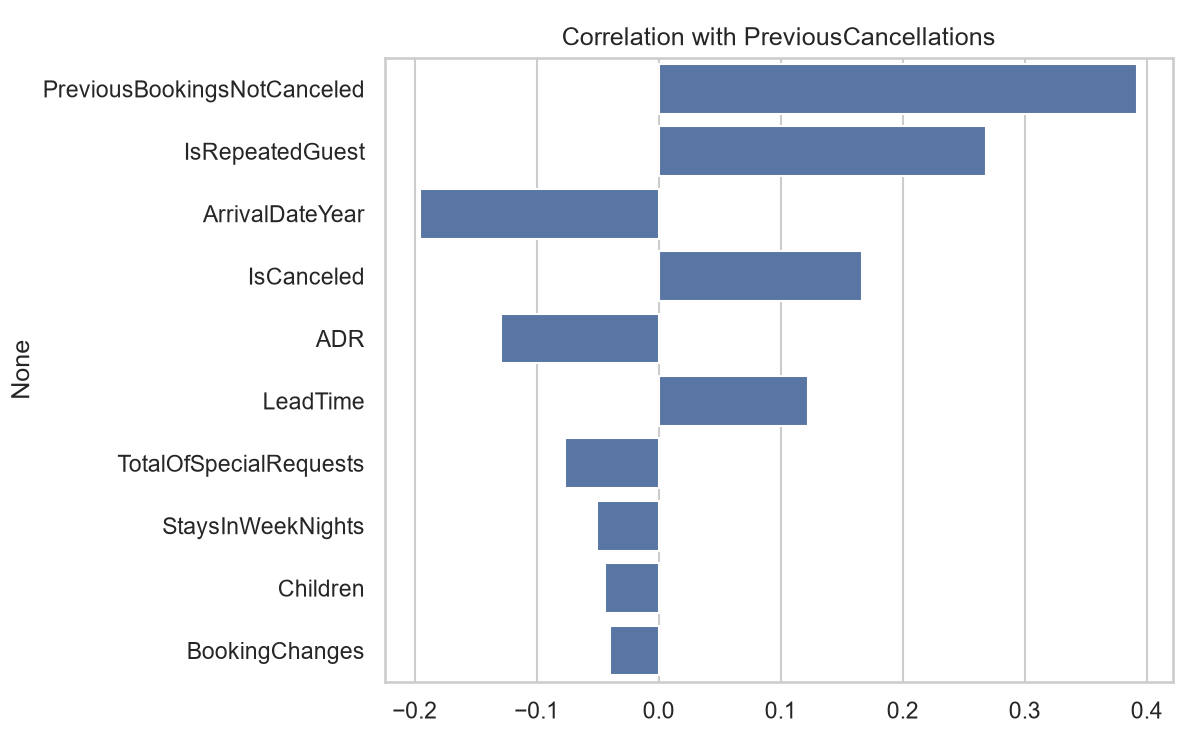 Correlation with PreviousCancellations
PreviousBookingsNotCanceled
IsRepeatedGuest
ArrivalDateYear
IsCanceled
ADR
LeadTime
TotalOfSpecialRequests
StaysInWeekNights
Children
BookingChanges
None
−0.2 −0.1 0.0 0.1 0.2 0.3 0.4